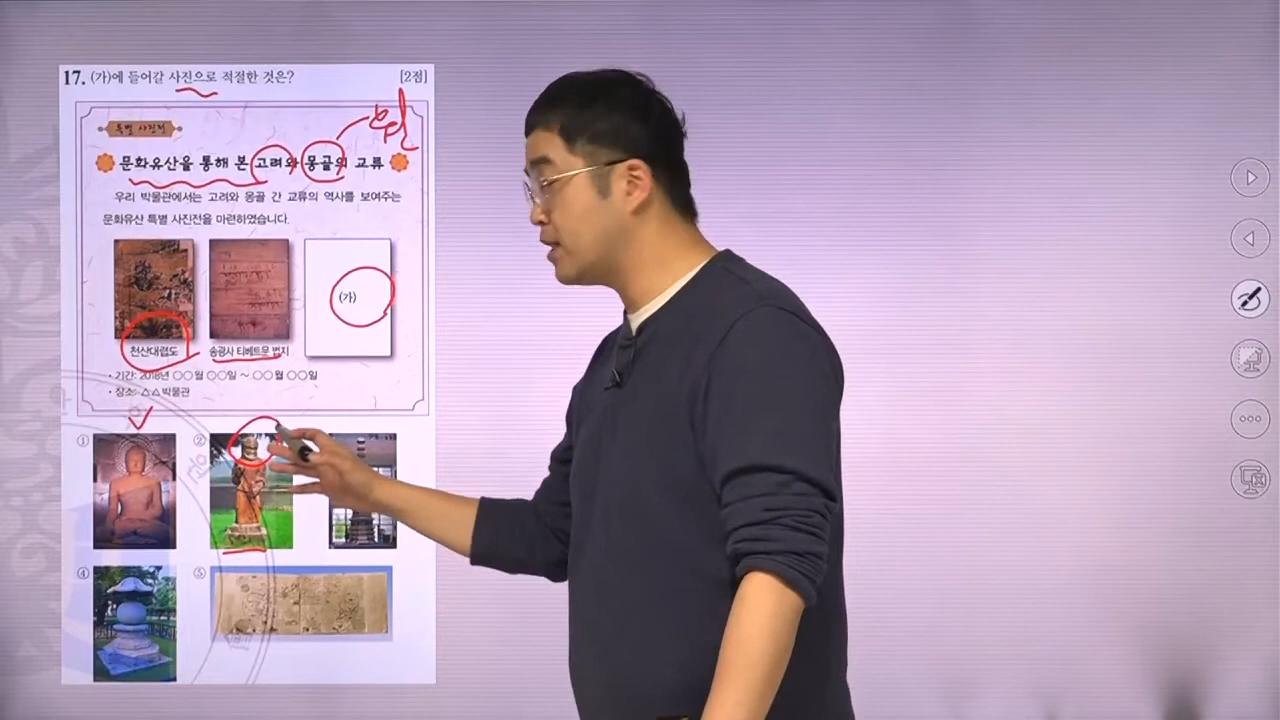 17. (가)에 들어갈 사진으로 적절한 것은? [2점]
원
특별 사진전
문화유산을 통해 본 고려와 몽골의 교류
우리 박물관에서는 고려와 몽골 간 교류의 역사를 보여주는
문화유산 특별 사진전을 마련하였습니다.
(가)
천산대렵도 송광사 티베트문 법지
• 기간: 2018년 ○○월 ○○일 ~ ○○월 ○○일
• 장소: △△박물관
① ②
④ ⑤